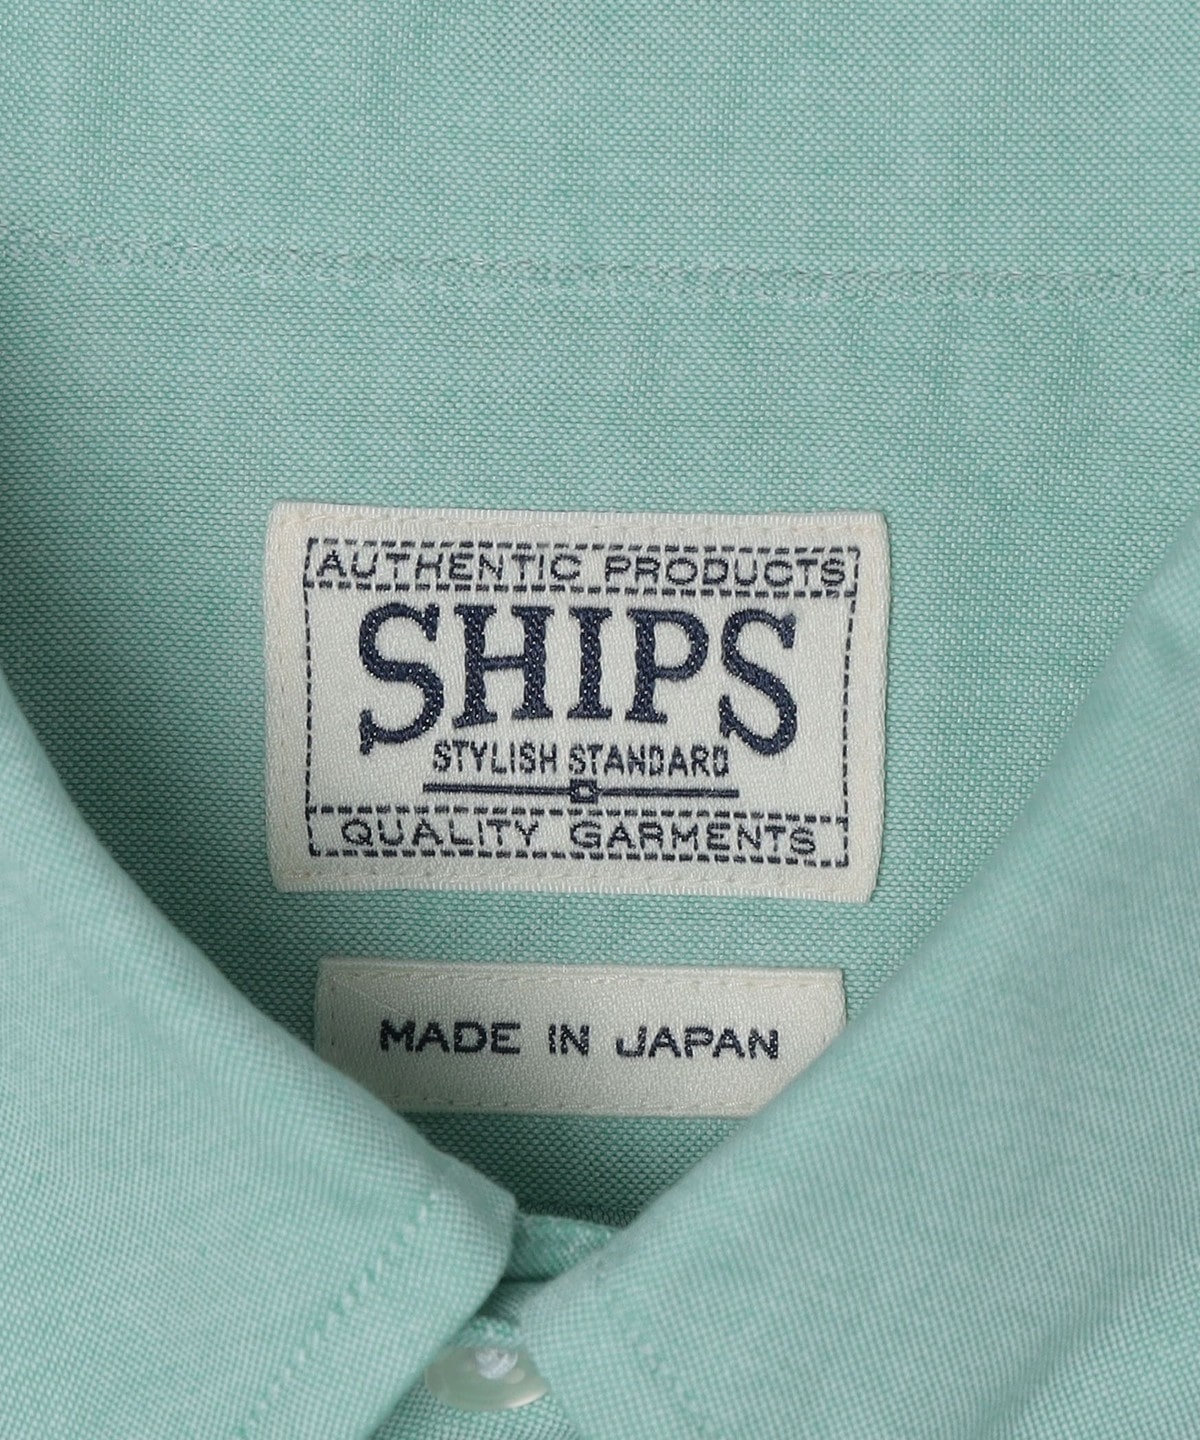 AUTHENTIC PRODUCTS
SHIPS
STYLISH STANDARD
QUALITY GARMENTS
MADE IN JAPAN